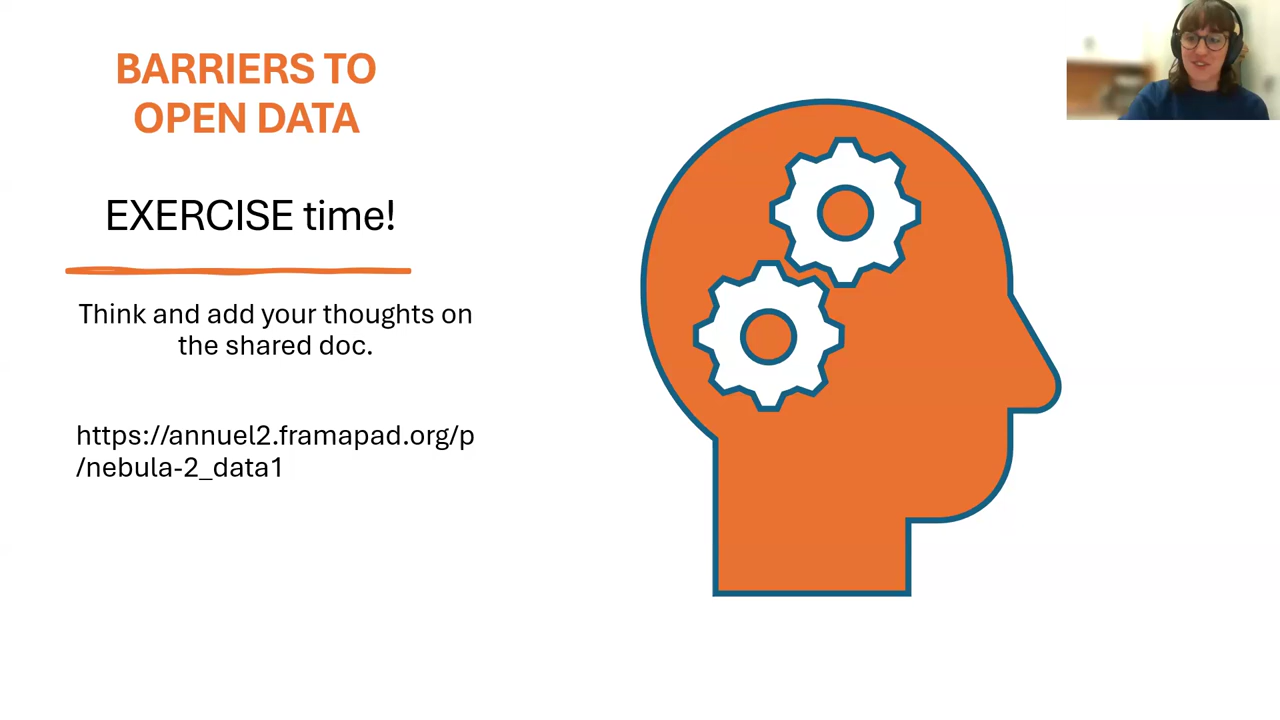 BARRIERS TO
OPEN DATA
EXERCISE time!
Think and add your thoughts on
the shared doc.
https://annuel2.framapad.org/p
/nebula-2_data1